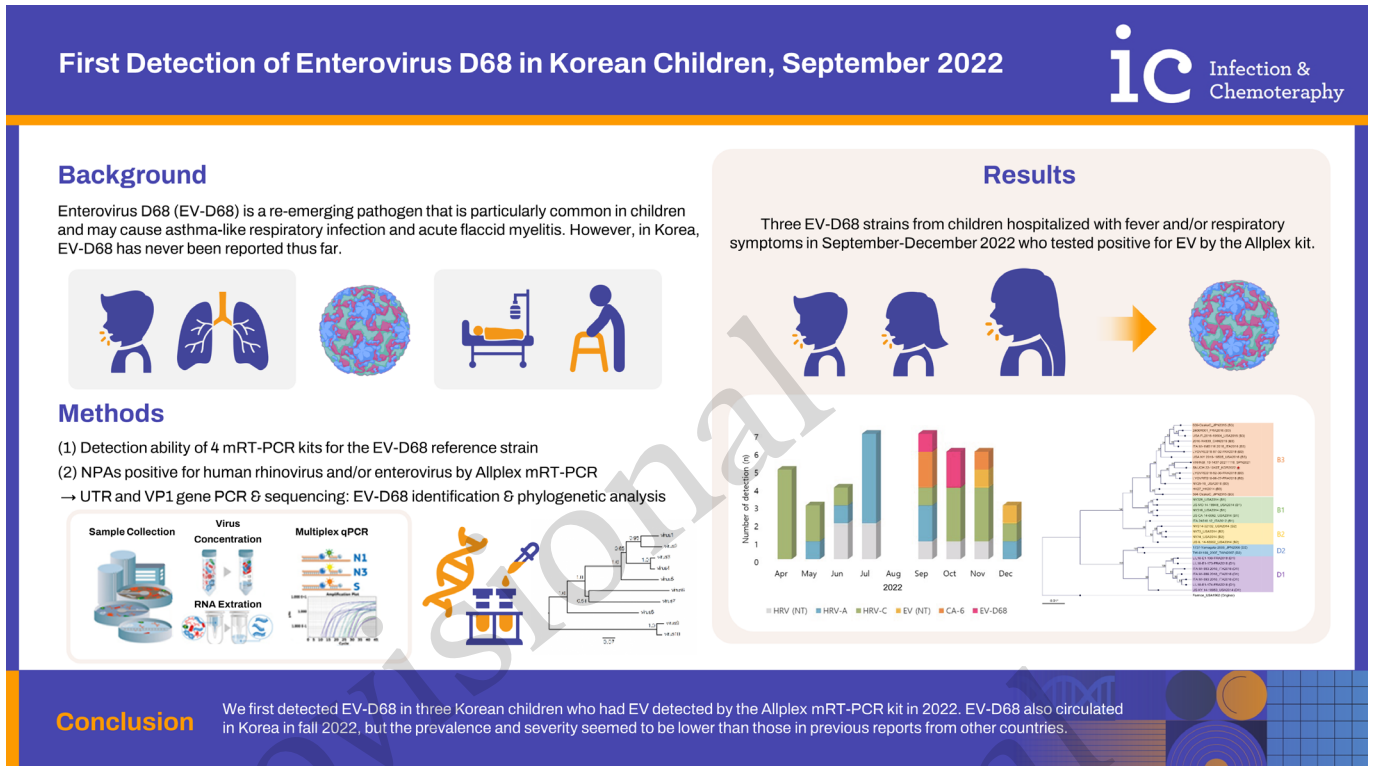 First Detection of Enterovirus D68 in Korean Children, September 2022
ic
Infection &
Chemoteraphy
Background
Enterovirus D68 (EV-D68) is a re-emerging pathogen that is particularly common in children
and may cause asthma-like respiratory infection and acute flaccid myelitis. However, in Korea,
EV-D68 has never been reported thus far.
Methods
(1) Detection ability of 4 mRT-PCR kits for the EV-D68 reference strain
(2) NPAs positive for human rhinovirus and/or enterovirus by Allplex mRT-PCR
→ UTR and VP1 gene PCR & sequencing: EV-D68 identification & phylogenetic analysis
Sample Collection
Virus
Concentration
RNA Extration
Multiplex qPCR
N1
N3
S
Amplification Plot
Cycle
Results
Three EV-D68 strains from children hospitalized with fever and/or respiratory
symptoms in September-December 2022 who tested positive for EV by the Allplex kit.
Number of detection (n)
7
6
5
4
3
2
1
0
Apr May Jun Jul Aug Sep Oct Nov Dec
2022
HRV (NT) HRV-A HRV-C EV (NT) CA-6 EV-D68
B3
B1
B2
D2
D1
Conclusion
We first detected EV-D68 in three Korean children who had EV detected by the Allplex mRT-PCR kit in 2022. EV-D68 also circulated
in Korea in fall 2022, but the prevalence and severity seemed to be lower than those in previous reports from other countries.